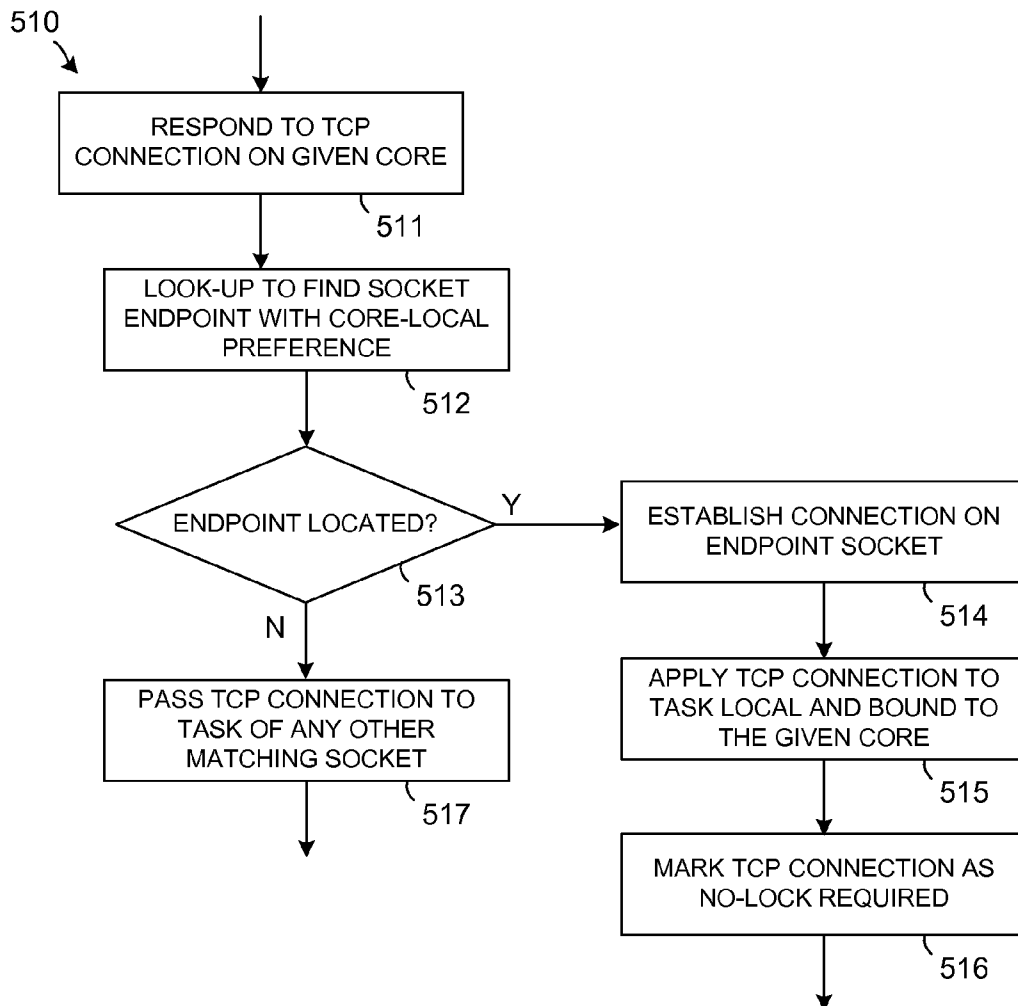 510
RESPOND TO TCP
CONNECTION ON GIVEN CORE
511
LOOK-UP TO FIND SOCKET
ENDPOINT WITH CORE-LOCAL
PREFERENCE
512
ENDPOINT LOCATED?
513
Y
N
ESTABLISH CONNECTION ON
ENDPOINT SOCKET
514
APPLY TCP CONNECTION TO
TASK LOCAL AND BOUND TO
THE GIVEN CORE
515
MARK TCP CONNECTION AS
NO-LOCK REQUIRED
516
PASS TCP CONNECTION TO
TASK OF ANY OTHER
MATCHING SOCKET
517